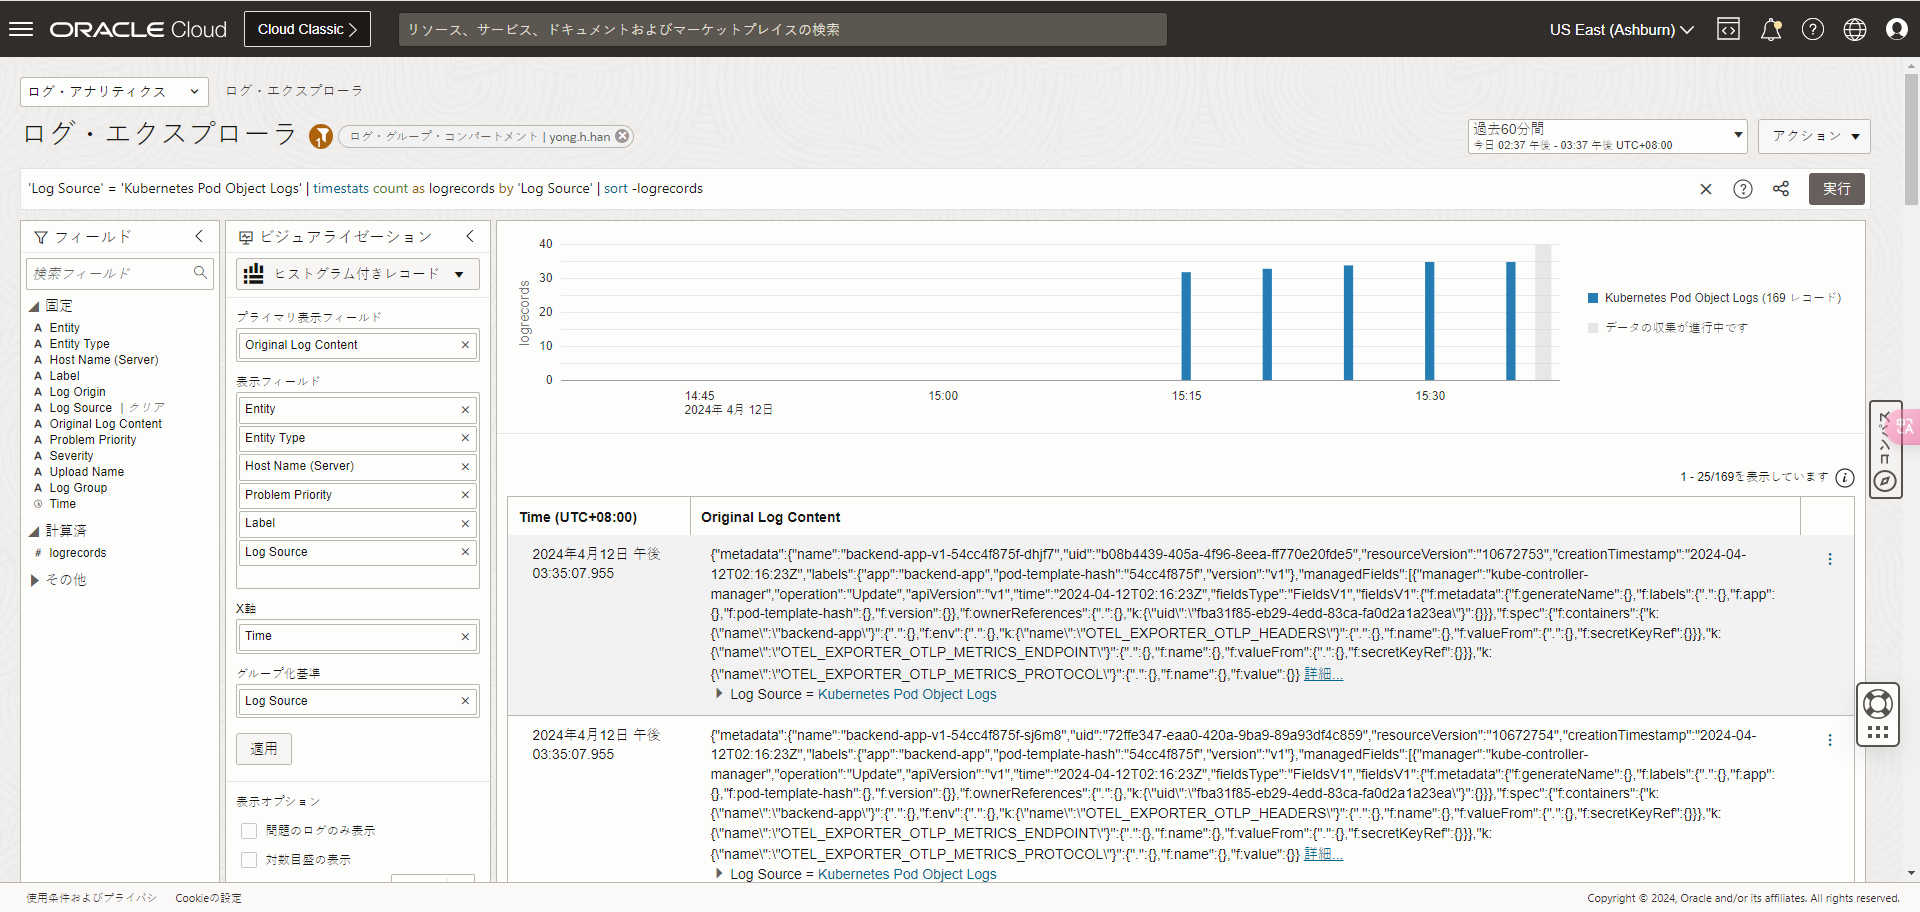 ORACLE Cloud
Cloud Classic
リソース、サービス、ドキュメントおよびマーケットプレイスの検索
US East (Ashburn)
ログ・アナリティクス
ログ・エクスプローラ
ログ・エクスプローラ
1
ログ・グループ・コンパートメント | yong.h.han
過去60分間
今日 02:37 午後 - 03:37 午後 UTC+08:00
アクション
'Log Source' = 'Kubernetes Pod Object Logs' | timestats count as logrecords by 'Log Source' | sort -logrecords
実行
フィールド
検索フィールド
固定
A Entity
A Entity Type
A Host Name (Server)
A Label
A Log Origin
A Log Source | クリア
A Original Log Content
A Problem Priority
A Severity
A Upload Name
A Log Group
Time
計算済
# logrecords
その他
ビジュアライゼーション
ヒストグラム付きレコード
プライマリ表示フィールド
Original Log Content
表示フィールド
Entity
Entity Type
Host Name (Server)
Problem Priority
Label
Log Source
X軸
Time
グループ化基準
Log Source
適用
表示オプション
問題のログのみ表示
対数目盛の表示
logrecords
40
30
20
10
0
14:45
2024年 4月 12日
15:00
15:15
15:30
Kubernetes Pod Object Logs (169 レコード)
データの収集が進行中です
1 - 25/169を表示しています
Time (UTC+08:00)
Original Log Content
2024年4月12日 午後
03:35:07.955
{"metadata":{"name":"backend-app-v1-54cc4f875f-dhjf7","uid":"b08b4439-405a-4f96-8eea-ff770e20fde5","resourceVersion":"10672753","creationTimestamp":"2024-04-
12T02:16:23Z","labels":{"app":"backend-app","pod-template-hash":"54cc4f875f","version":"v1"},"managedFields":[{"manager":"kube-controller-
manager","operation":"Update","apiVersion":"v1","time":"2024-04-12T02:16:23Z","fieldsType":"FieldsV1","fieldsV1":{"f:metadata":{"f:generateName":{},"f:labels":{".":{},"f:app":
{},"f:pod-template-hash":{},"f:version":{}},"f:ownerReferences":{".":{},"k:{\"uid\":\"fba31f85-eb29-4edd-83ca-fa0d2a1a23ea\"}":{}}},"f:spec":{"f:containers":{"k:
{\"name\":\"backend-app\"}":{".":{},"f:env":{".":{},"k:{\"name\":\"OTEL_EXPORTER_OTLP_HEADERS\"}":{".":{},"f:name":{},"f:valueFrom":{".":{},"f:secretKeyRef":{}}},"k:
{\"name\":\"OTEL_EXPORTER_OTLP_METRICS_ENDPOINT\"}":{".":{},"f:name":{},"f:valueFrom":{".":{},"f:secretKeyRef":{}}},"k:
{\"name\":\"OTEL_EXPORTER_OTLP_METRICS_PROTOCOL\"}":{".":{},"f:name":{},"f:value":{}} 詳細...
Log Source = Kubernetes Pod Object Logs
2024年4月12日 午後
03:35:07.955
{"metadata":{"name":"backend-app-v1-54cc4f875f-sj6m8","uid":"72ffe347-eaa0-420a-9ba9-89a93df4c859","resourceVersion":"10672754","creationTimestamp":"2024-04-
12T02:16:23Z","labels":{"app":"backend-app","pod-template-hash":"54cc4f875f","version":"v1"},"managedFields":[{"manager":"kube-controller-
manager","operation":"Update","apiVersion":"v1","time":"2024-04-12T02:16:23Z","fieldsType":"FieldsV1","fieldsV1":{"f:metadata":{"f:generateName":{},"f:labels":{".":{},"f:app":
{},"f:pod-template-hash":{},"f:version":{}},"f:ownerReferences":{".":{},"k:{\"uid\":\"fba31f85-eb29-4edd-83ca-fa0d2a1a23ea\"}":{}}},"f:spec":{"f:containers":{"k:
{\"name\":\"backend-app\"}":{".":{},"f:env":{".":{},"k:{\"name\":\"OTEL_EXPORTER_OTLP_HEADERS\"}":{".":{},"f:name":{},"f:valueFrom":{".":{},"f:secretKeyRef":{}}},"k:
{\"name\":\"OTEL_EXPORTER_OTLP_METRICS_ENDPOINT\"}":{".":{},"f:name":{},"f:valueFrom":{".":{},"f:secretKeyRef":{}}},"k:
{\"name\":\"OTEL_EXPORTER_OTLP_METRICS_PROTOCOL\"}":{".":{},"f:name":{},"f:value":{}} 詳細...
Log Source = Kubernetes Pod Object Logs
使用条件およびプライバシ
Cookieの設定
Copyright © 2024, Oracle and/or its affiliates. All rights reserved.